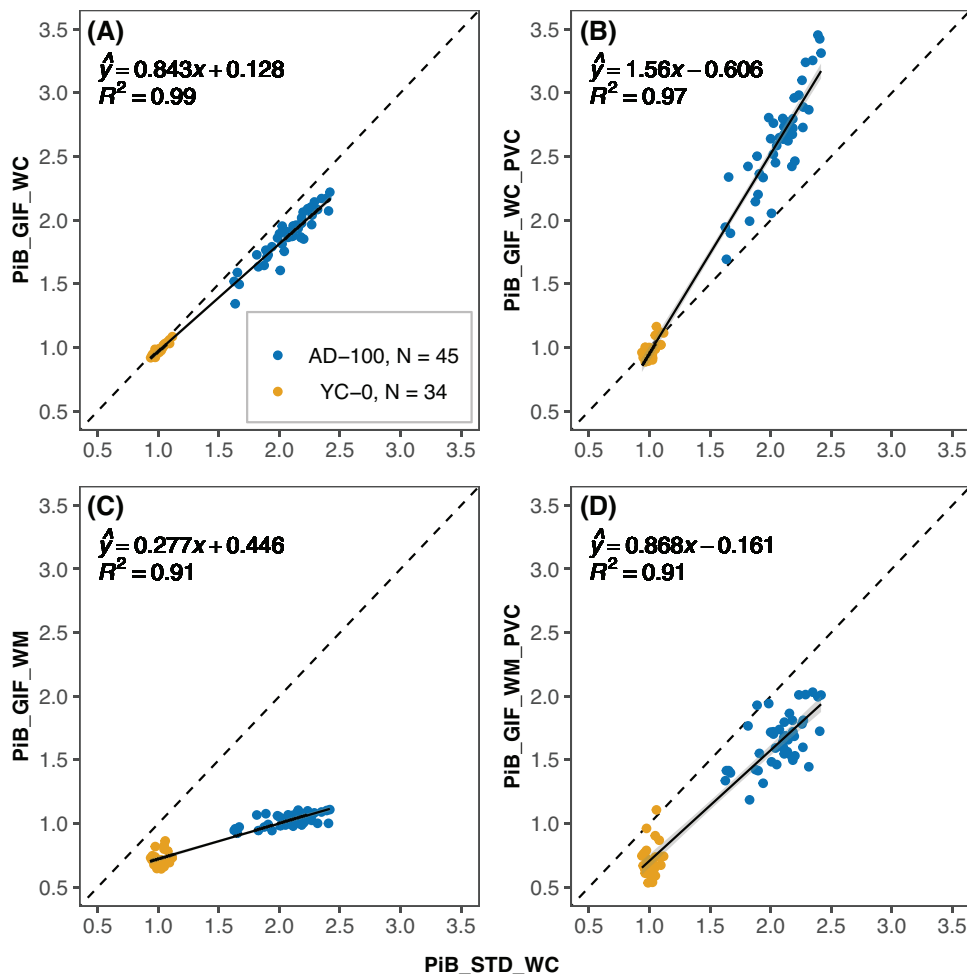 (A)
ŷ = 0.843x + 0.128
R² = 0.99
3.5
3.0
2.5
2.0
1.5
1.0
0.5
PiB_GIF_WC
AD−100, N = 45
YC−0, N = 34
0.5 1.0 1.5 2.0 2.5 3.0 3.5
(B)
ŷ = 1.56x − 0.606
R² = 0.97
3.5
3.0
2.5
2.0
1.5
1.0
0.5
PiB_GIF_WC_PVC
0.5 1.0 1.5 2.0 2.5 3.0 3.5
(C)
ŷ = 0.277x + 0.446
R² = 0.91
3.5
3.0
2.5
2.0
1.5
1.0
0.5
PiB_GIF_WM
0.5 1.0 1.5 2.0 2.5 3.0 3.5
(D)
ŷ = 0.868x − 0.161
R² = 0.91
3.5
3.0
2.5
2.0
1.5
1.0
0.5
PiB_GIF_WM_PVC
0.5 1.0 1.5 2.0 2.5 3.0 3.5
PiB_STD_WC